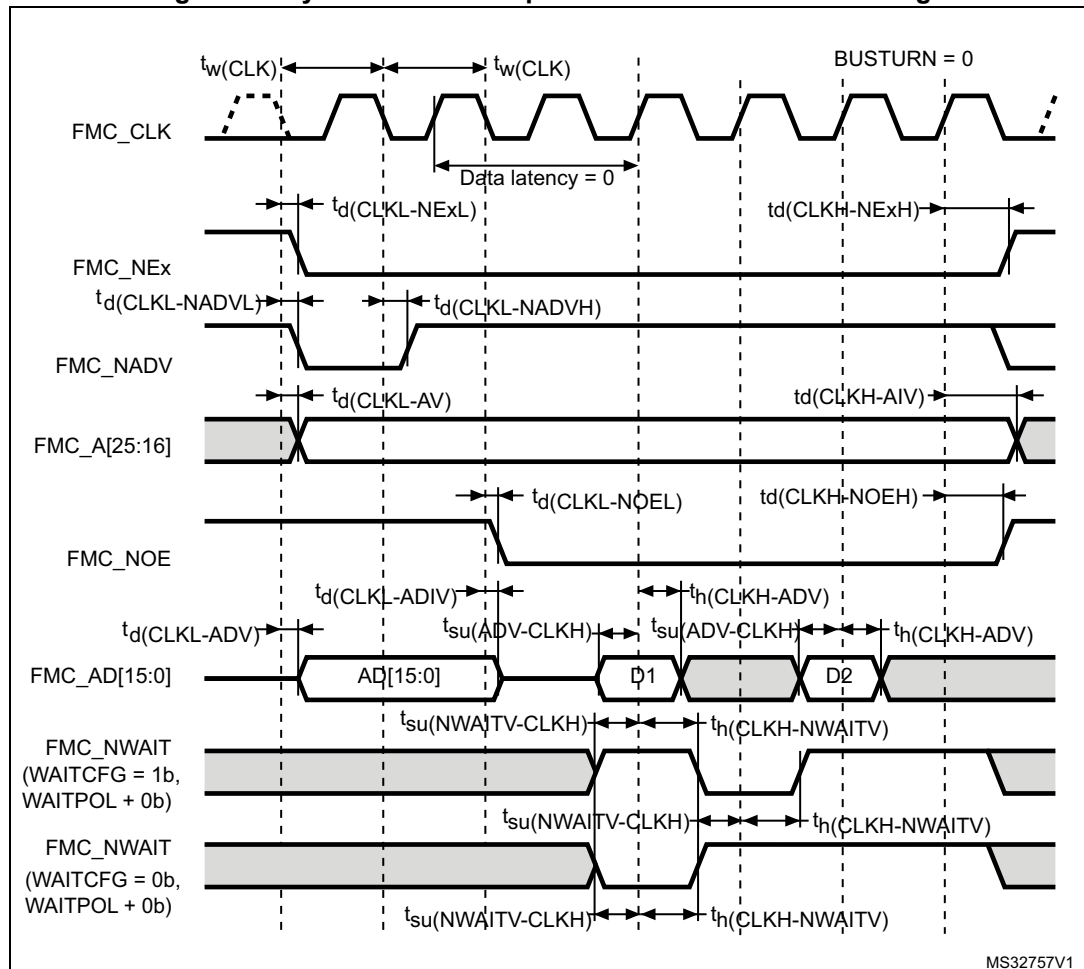 tw(CLK) tw(CLK) BUSTURN = 0
FMC_CLK
Data latency = 0
td(CLKL-NExL) td(CLKH-NExH)
FMC_NEx
td(CLKL-NADVL) td(CLKL-NADVH)
FMC_NADV
td(CLKL-AV) td(CLKH-AIV)
FMC_A[25:16]
td(CLKL-NOEL) td(CLKH-NOEH)
FMC_NOE
td(CLKL-ADIV) th(CLKH-ADV)
td(CLKL-ADV) tsu(ADV-CLKH) tsu(ADV-CLKH) th(CLKH-ADV)
FMC_AD[15:0] AD[15:0] D1 D2
tsu(NWAITV-CLKH) th(CLKH-NWAITV)
FMC_NWAIT
(WAITCFG = 1b,
WAITPOL + 0b)
tsu(NWAITV-CLKH) th(CLKH-NWAITV)
FMC_NWAIT
(WAITCFG = 0b,
WAITPOL + 0b)
tsu(NWAITV-CLKH) th(CLKH-NWAITV)
MS32757V1